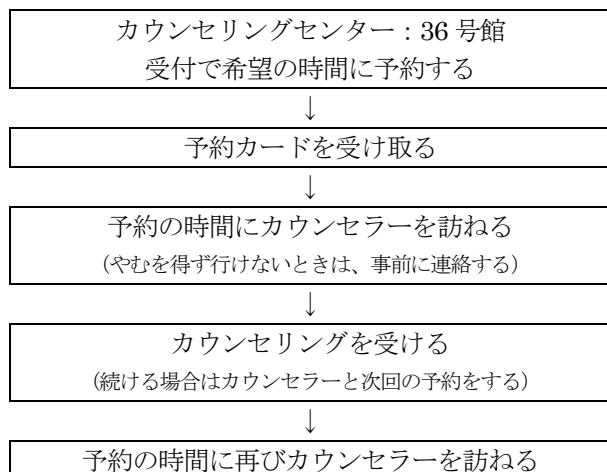 カウンセリングセンター：36 号館
受付で希望の時間に予約する
↓
予約カードを受け取る
↓
予約の時間にカウンセラーを訪ねる
（やむを得ず行けないときは、事前に連絡する）
↓
カウンセリングを受ける
（続ける場合はカウンセラーと次回の予約をする）
↓
予約の時間に再びカウンセラーを訪ねる